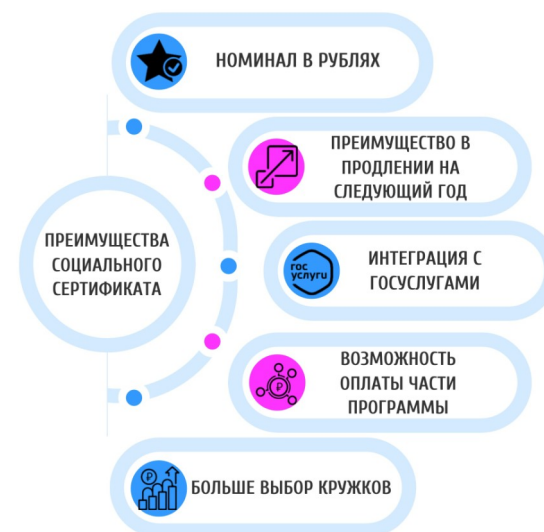 НОМИНАЛ В РУБЛЯХ
ПРЕИМУЩЕСТВО В
ПРОДЛЕНИИ НА
СЛЕДУЮЩИЙ ГОД
ПРЕИМУЩЕСТВА
СОЦИАЛЬНОГО
СЕРТИФИКАТА
гос
услуги
ИНТЕГРАЦИЯ С
ГОСУСЛУГАМИ
ВОЗМОЖНОСТЬ
ОПЛАТЫ ЧАСТИ
ПРОГРАММЫ
БОЛЬШЕ ВЫБОР КРУЖКОВ